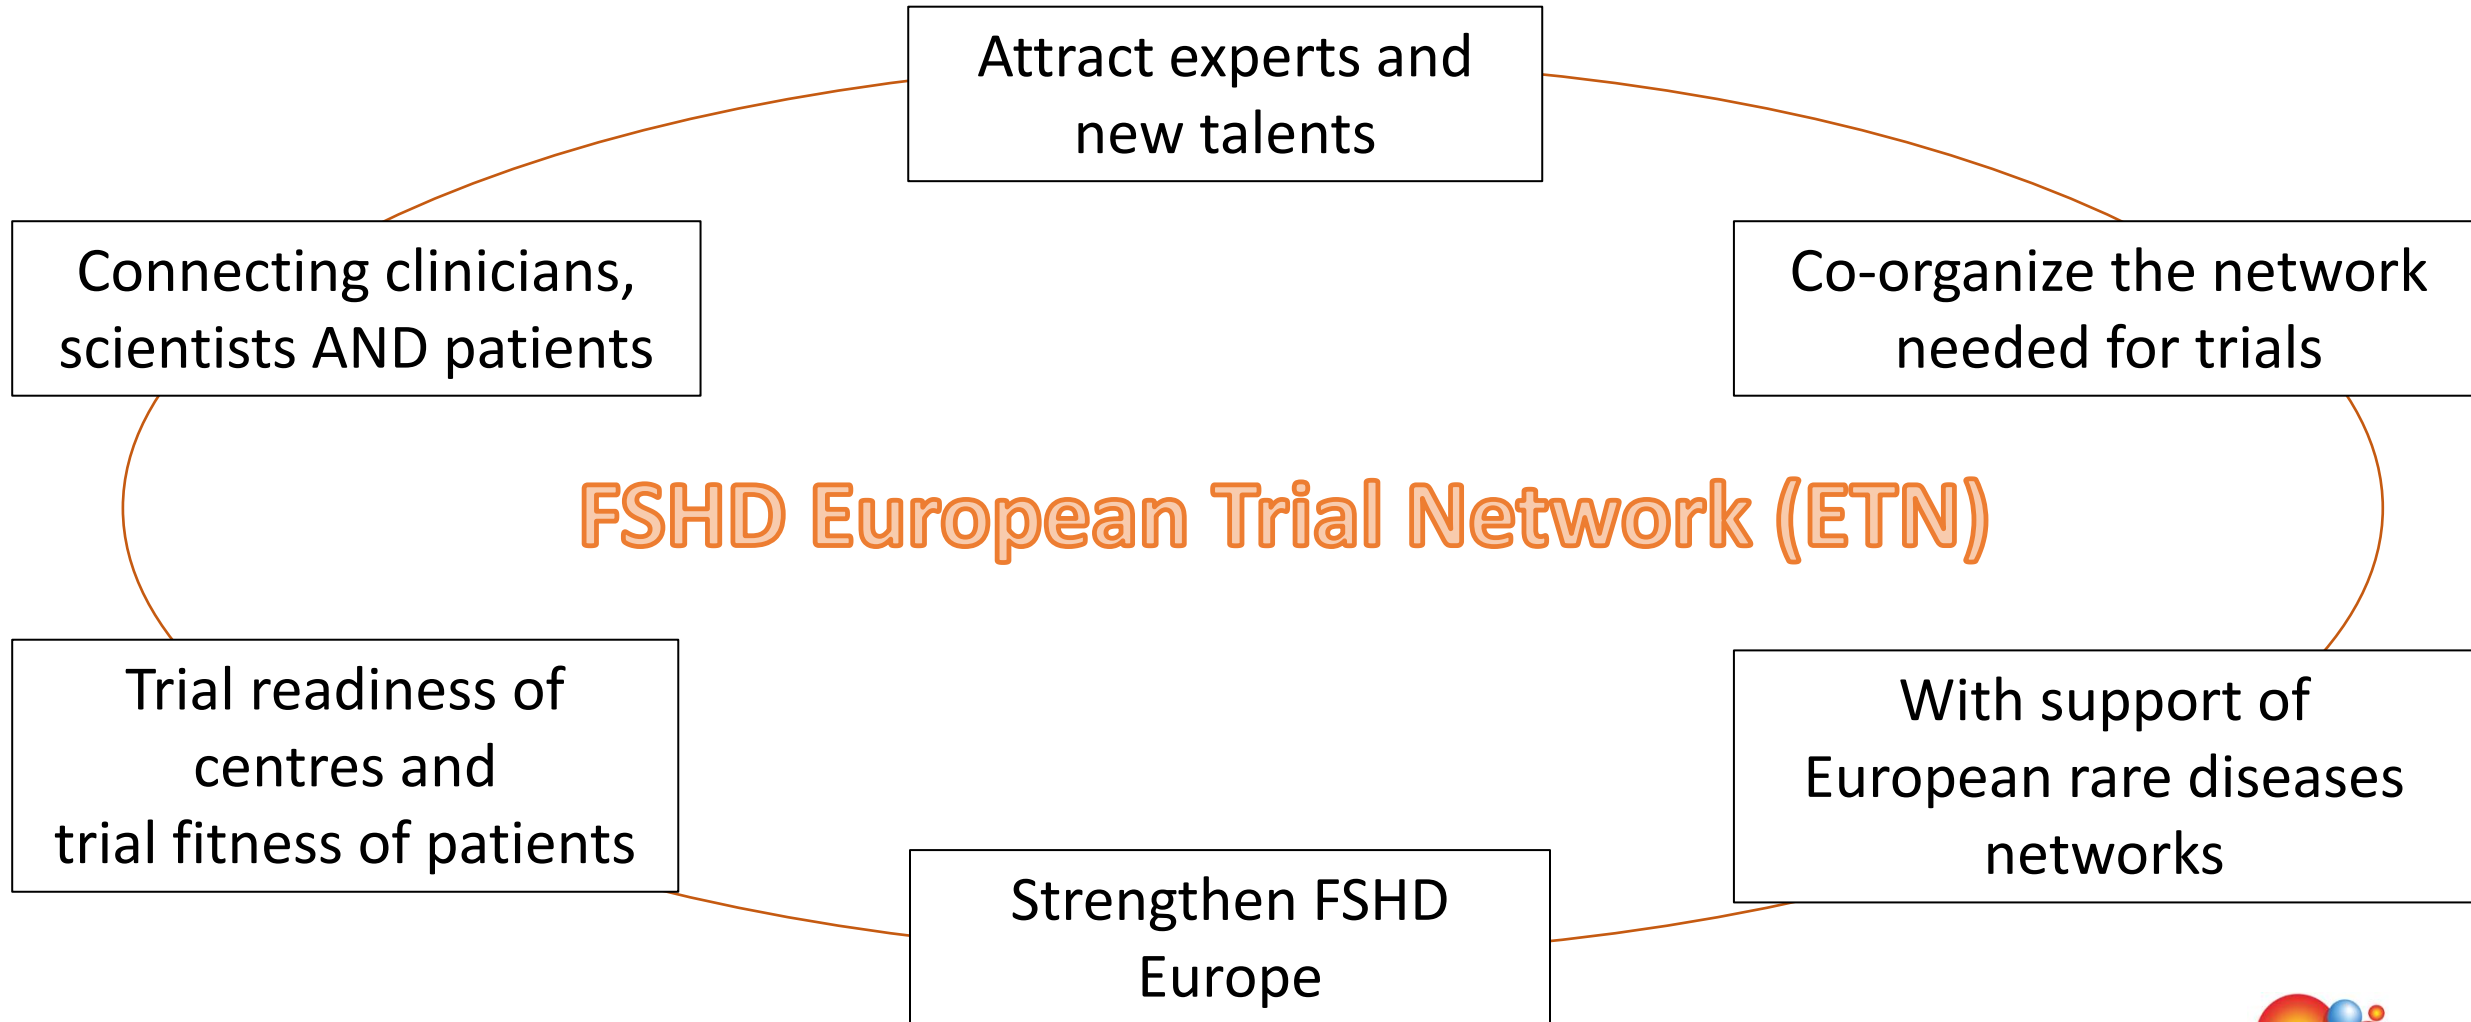 Attract experts and
new talents
Connecting clinicians,
scientists AND patients
Co-organize the network
needed for trials
FSHD European Trial Network (ETN)
Trial readiness of
centres and
trial fitness of patients
With support of
European rare diseases
networks
Strengthen FSHD
Europe